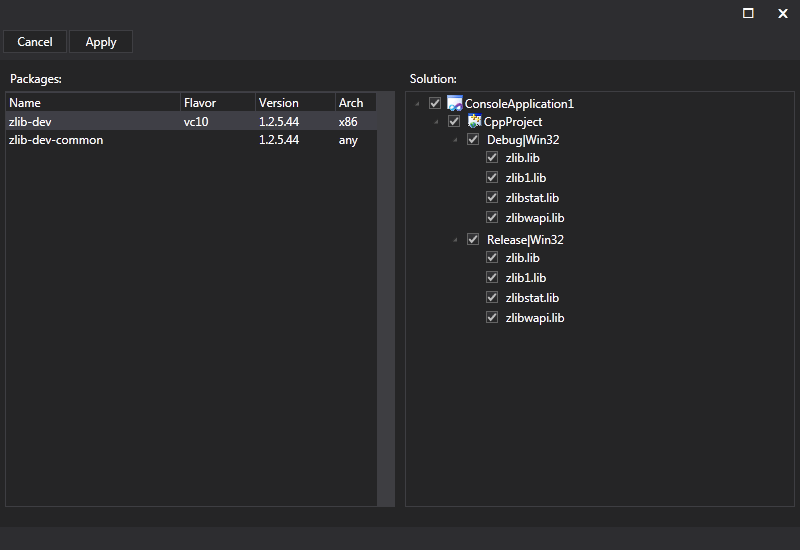 Cancel Apply
Packages:
Name Flavor Version Arch
zlib-dev vc10 1.2.5.44 x86
zlib-dev-common 1.2.5.44 any
Solution:
ConsoleApplication1
CppProject
Debug|Win32
zlib.lib
zlib1.lib
zlibstat.lib
zlibwapi.lib
Release|Win32
zlib.lib
zlib1.lib
zlibstat.lib
zlibwapi.lib